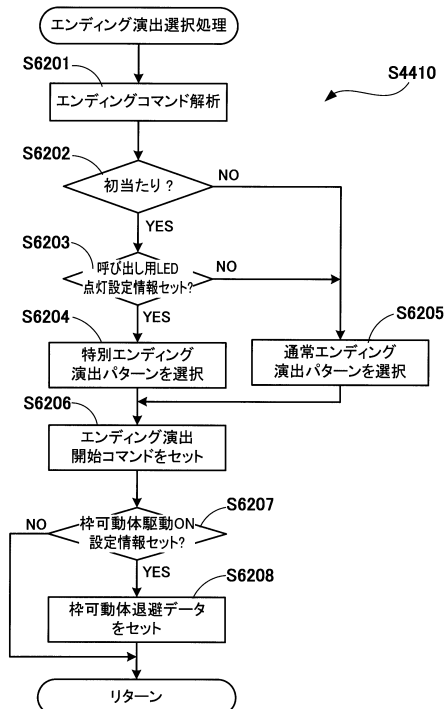 エンディング演出選択処理
S6201
エンディングコマンド解析
S4410
S6202
初当たり?
NO
YES
S6203
呼び出し用LED
点灯設定情報セット?
NO
YES
S6204
特別エンディング
演出パターンを選択
S6205
通常エンディング
演出パターンを選択
S6206
エンディング演出
開始コマンドをセット
S6207
枠可動体駆動ON
設定情報セット?
NO
YES
S6208
枠可動体退避データ
をセット
リターン